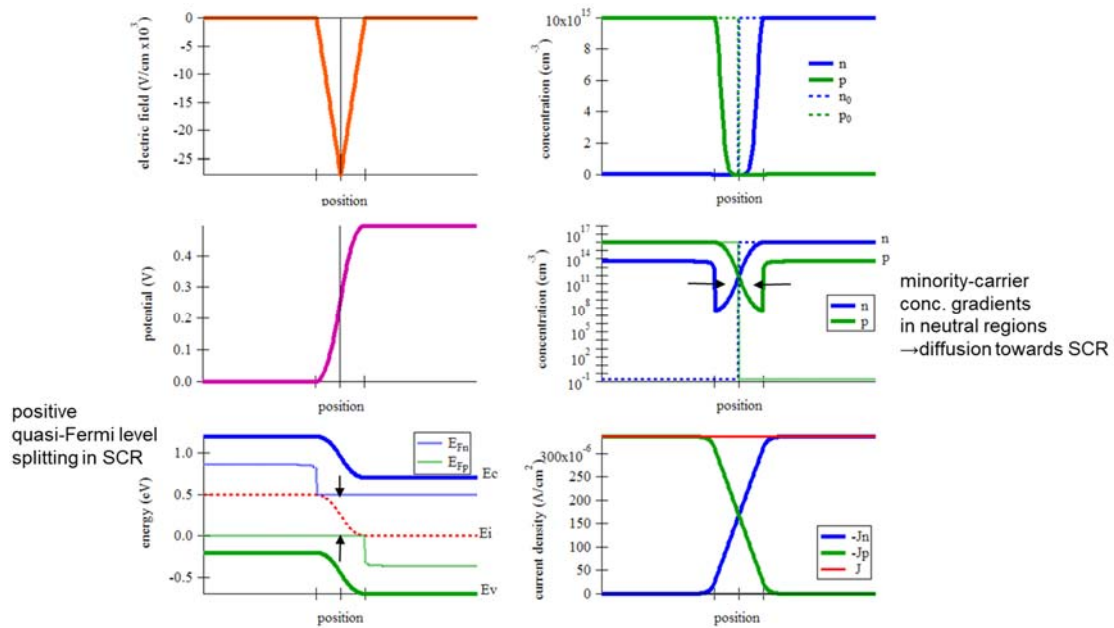 electric field (V/cm x10³)
0
-5
-10
-15
-20
-25
position
concentration (cm⁻³)
10x10¹⁵
8
6
4
2
0
n
p
n₀
p₀
position
potential (V)
0.4
0.3
0.2
0.1
0.0
position
concentration (cm⁻³)
10¹⁷
10¹⁴
10¹¹
10⁸
10⁵
10²
10⁻¹
n
p
n
p
position
minority-carrier
conc. gradients
in neutral regions
→diffusion towards SCR
positive
quasi-Fermi level
splitting in SCR
energy (eV)
1.0
0.5
0.0
-0.5
E_Fn
E_Fp
Ec
Ei
Ev
position
current density (A/cm²)
300x10⁻⁶
250
200
150
100
50
0
-Jn
-Jp
J
position